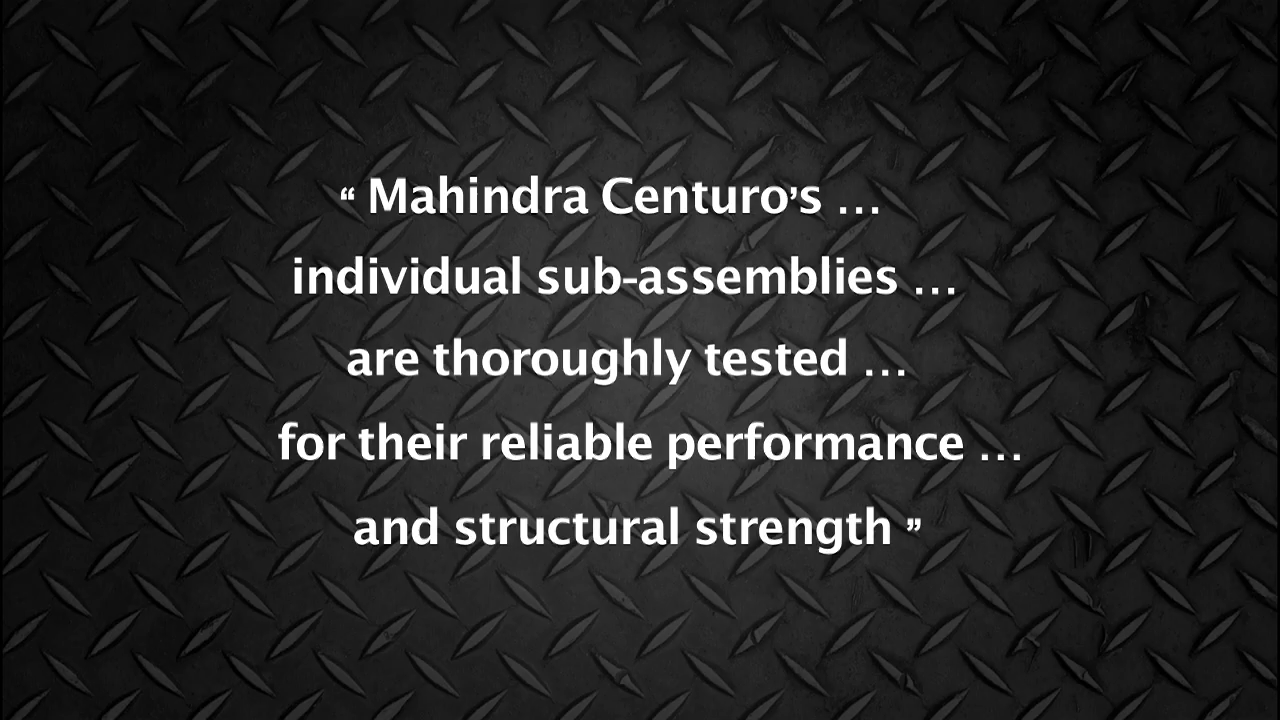 “ Mahindra Centuro’s ...
individual sub-assemblies ...
are thoroughly tested ...
for their reliable performance ...
and structural strength ”